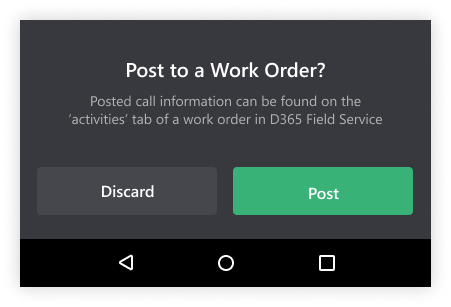 Post to a Work Order?
Posted call information can be found on the
‘activities’ tab of a work order in D365 Field Service
Discard
Post